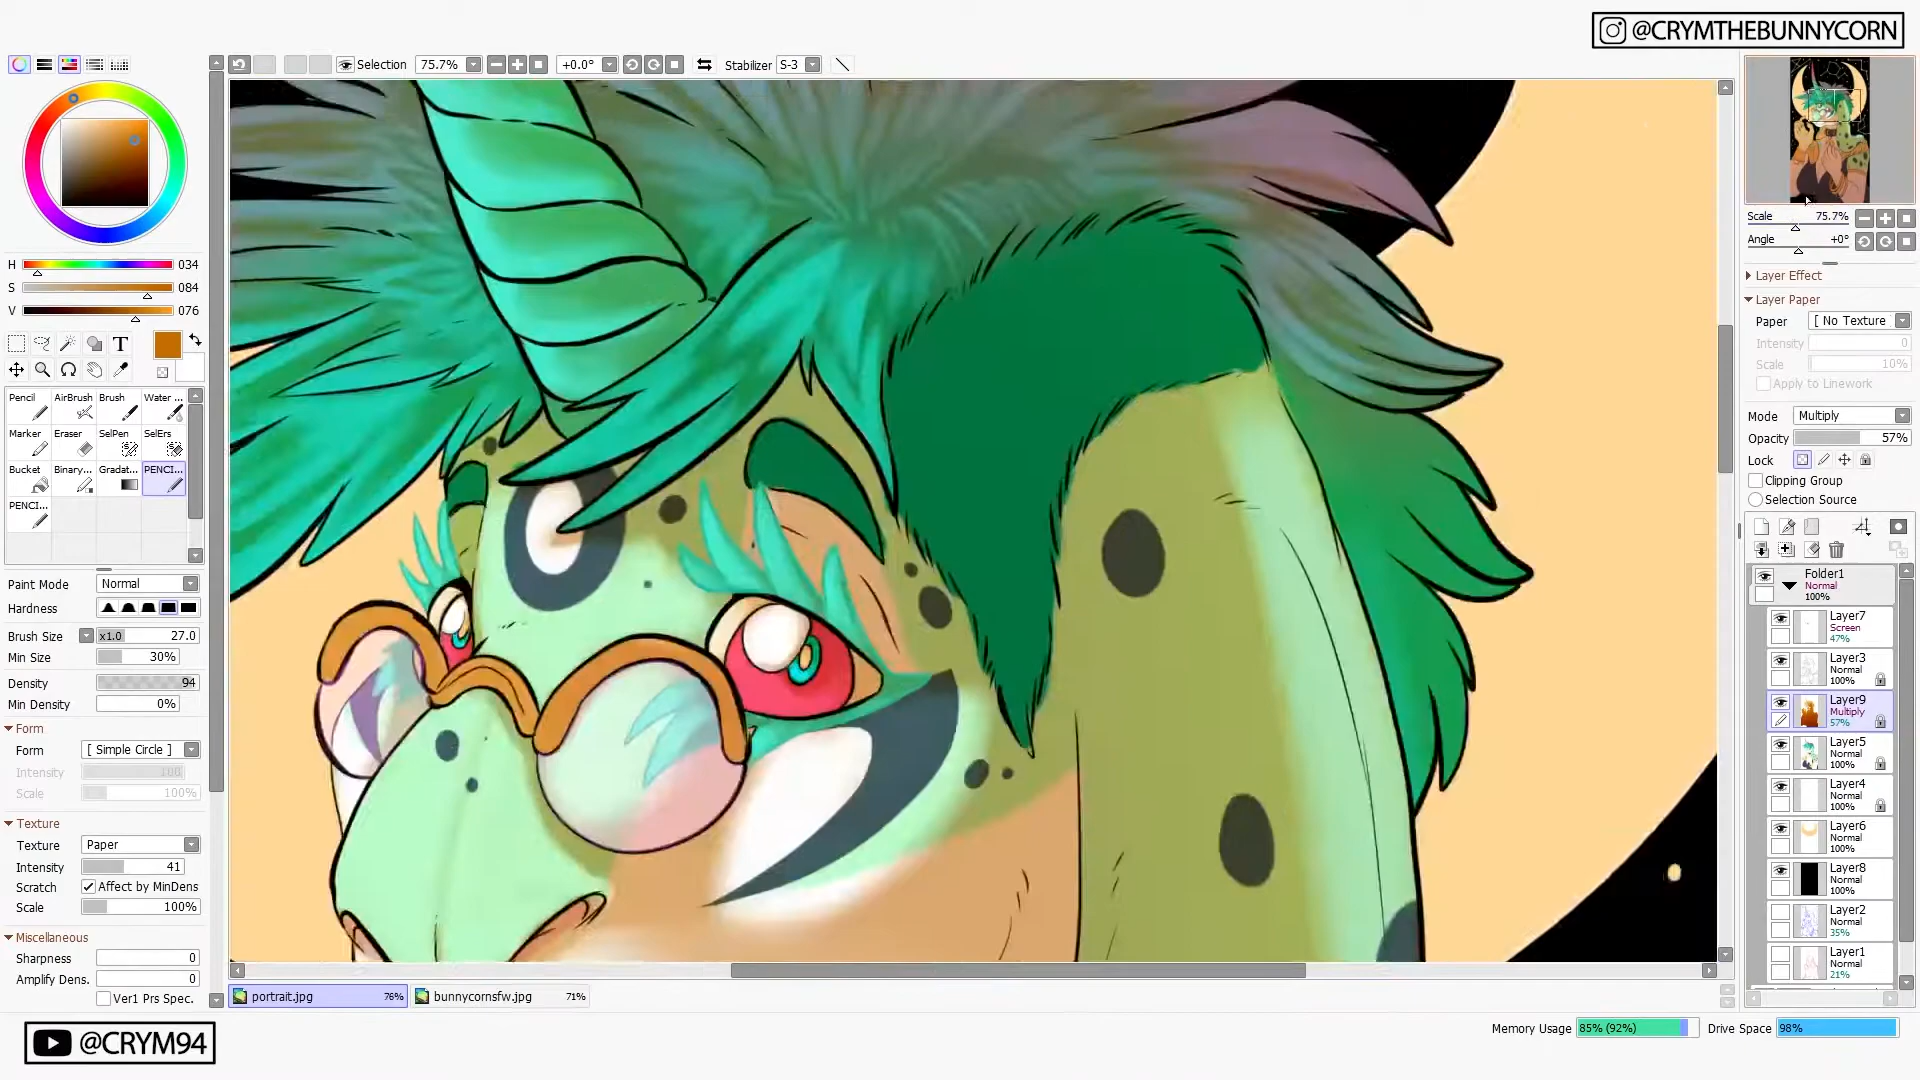 @CRYMTHEBUNNYCORN
Selection 75.7% +0.0° Stabilizer S-3
H 034
S 084
V 076
T
Pencil AirBrush Brush Water ...
Marker Eraser SelPen SelErs
Bucket Binary... Gradat... PENCI...
PENCI...
Paint Mode Normal
Hardness
Brush Size x1.0 27.0
Min Size 30%
Density 94
Min Density 0%
Form
Form [ Simple Circle ]
Intensity 100
Scale 100%
Texture
Texture Paper
Intensity 41
Scratch Affect by MinDens
Scale 100%
Miscellaneous
Sharpness 0
Amplify Dens. 0
Ver1 Prs Spec.
portrait.jpg 76% bunnycornsfw.jpg 71%
Scale 75.7%
Angle +0°
Layer Effect
Layer Paper
Paper [ No Texture
Intensity 0
Scale 10%
Apply to Linework
Mode Multiply
Opacity 57%
Lock
Clipping Group
Selection Source
Folder1
Normal
100%
Layer7
Screen
47%
Layer3
Normal
100%
Layer9
Multiply
57%
Layer5
Normal
100%
Layer4
Normal
100%
Layer6
Normal
100%
Layer8
Normal
100%
Layer2
Normal
35%
Layer1
Normal
21%
Memory Usage 85% (92%) Drive Space 98%
@CRYM94